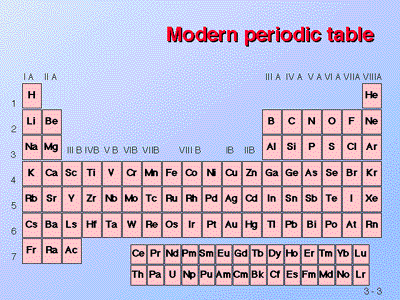 Modern periodic table
I A II A III A IV A V A VI A VIIA VIIIA
1 H He
2 Li Be B C N O F Ne
3 Na Mg III B IVB V B VIB VIIB VIII B IB IIB Al Si P S Cl Ar
4 K Ca Sc Ti V Cr Mn Fe Co Ni Cu Zn Ga Ge As Se Br Kr
5 Rb Sr Y Zr Nb Mo Tc Ru Rh Pd Ag Cd In Sn Sb Te I Xe
6 Cs Ba Ls Hf Ta W Re Os Ir Pt Au Hg Tl Pb Bi Po At Rn
7 Fr Ra Ac
Ce Pr Nd Pm Sm Eu Gd Tb Dy Ho Er Tm Yb Lu
Th Pa U Np Pu Am Cm Bk Cf Es Fm Md No Lr
3 - 3